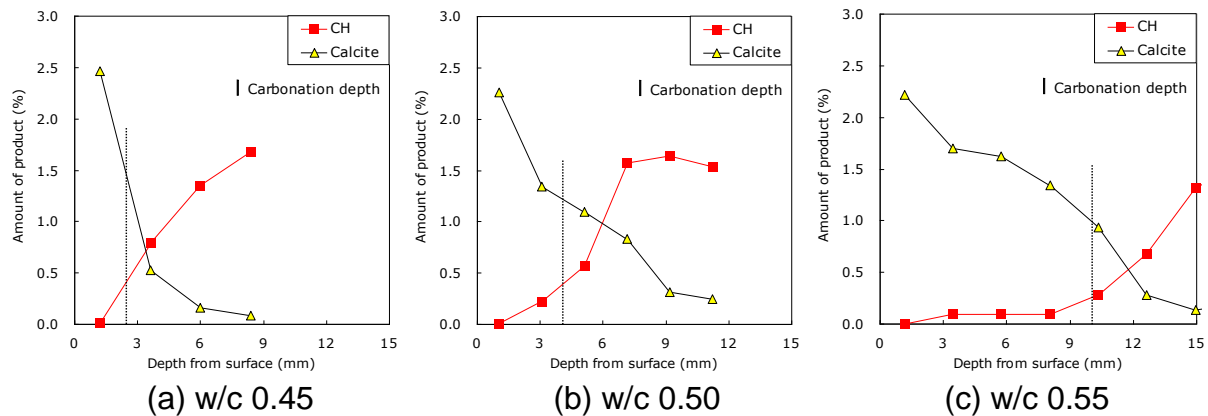 3.0
2.5
2.0
1.5
1.0
0.5
0.0
Amount of product (%)
CH
Calcite
Carbonation depth
0 3 6 9 12 15
Depth from surface (mm)
(a) w/c 0.45
3.0
2.5
2.0
1.5
1.0
0.5
0.0
Amount of product (%)
CH
Calcite
Carbonation depth
0 3 6 9 12 15
Depth from surface (mm)
(b) w/c 0.50
3.0
2.5
2.0
1.5
1.0
0.5
0.0
Amount of product (%)
CH
Calcite
Carbonation depth
0 3 6 9 12 15
Depth from surface (mm)
(c) w/c 0.55